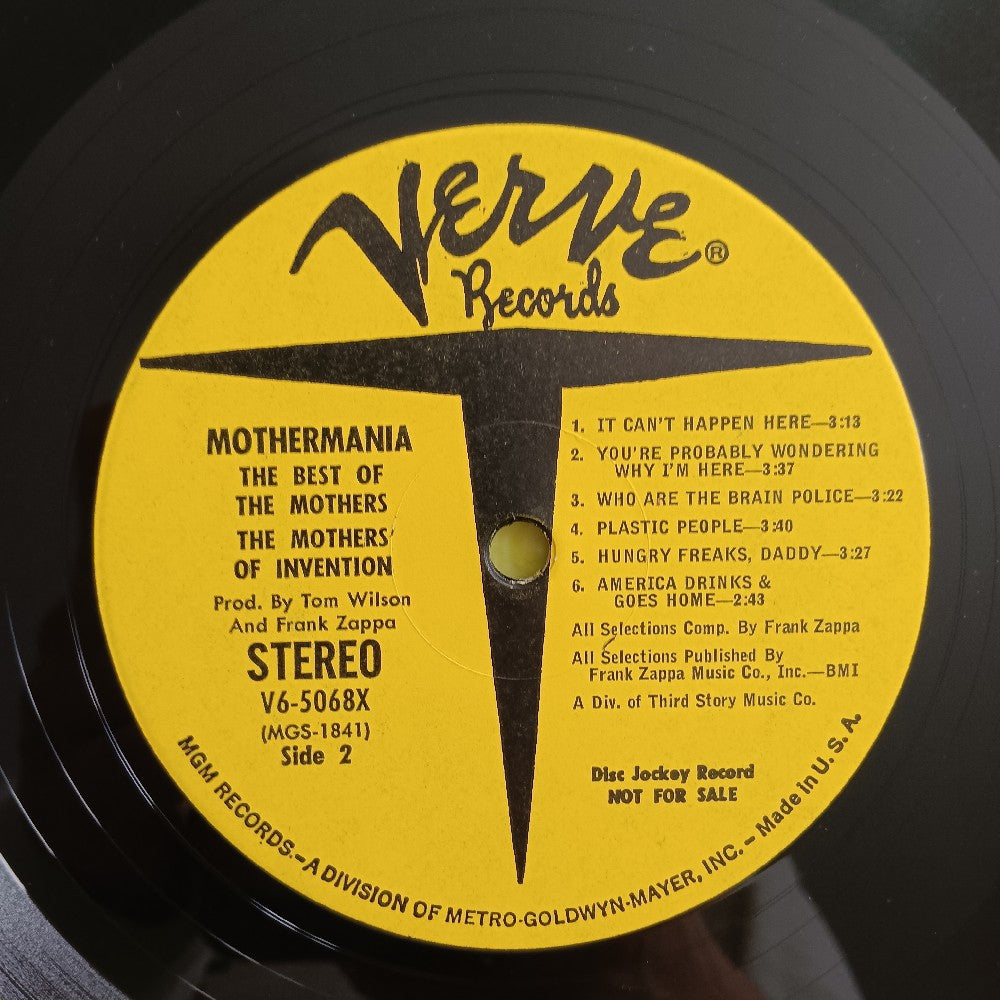 Verve®
Records
MOTHERMANIA
THE BEST OF
THE MOTHERS
THE MOTHERS'
OF INVENTION
Prod. By Tom Wilson
And Frank Zappa
STEREO
V6-5068X
(MGS-1841)
Side 2
1. IT CAN'T HAPPEN HERE—3:13
2. YOU'RE PROBABLY WONDERING
WHY I'M HERE—3:37
3. WHO ARE THE BRAIN POLICE—3:22
4. PLASTIC PEOPLE—3:40
5. HUNGRY FREAKS, DADDY—3:27
6. AMERICA DRINKS &
GOES HOME—2:43
All Selections Comp. By Frank Zappa
All Selections Published By
Frank Zappa Music Co., Inc.—BMI
A Div. of Third Story Music Co.
Disc Jockey Record
NOT FOR SALE
MGM RECORDS.—A DIVISION OF METRO-GOLDWYN-MAYER, INC. – Made in U. S. A.